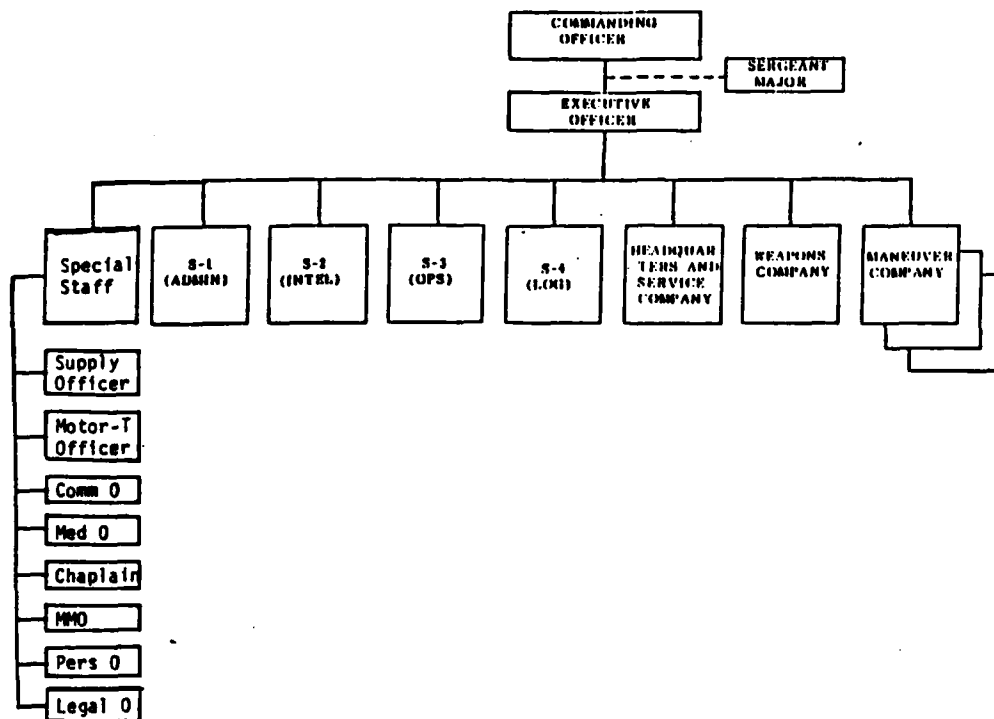 COMMANDING
OFFICER
SERGEANT
MAJOR
EXECUTIVE
OFFICER
Special
Staff
S-1
(ADMIN)
S-2
(INTEL)
S-3
(OPS)
S-4
(LOG)
HEADQUAR
TERS AND
SERVICE
COMPANY
WEAPONS
COMPANY
MANEUVER
COMPANY
Supply
Officer
Motor-T
Officer
Comm O
Med O
Chaplain
MMO
Pers O
Legal O